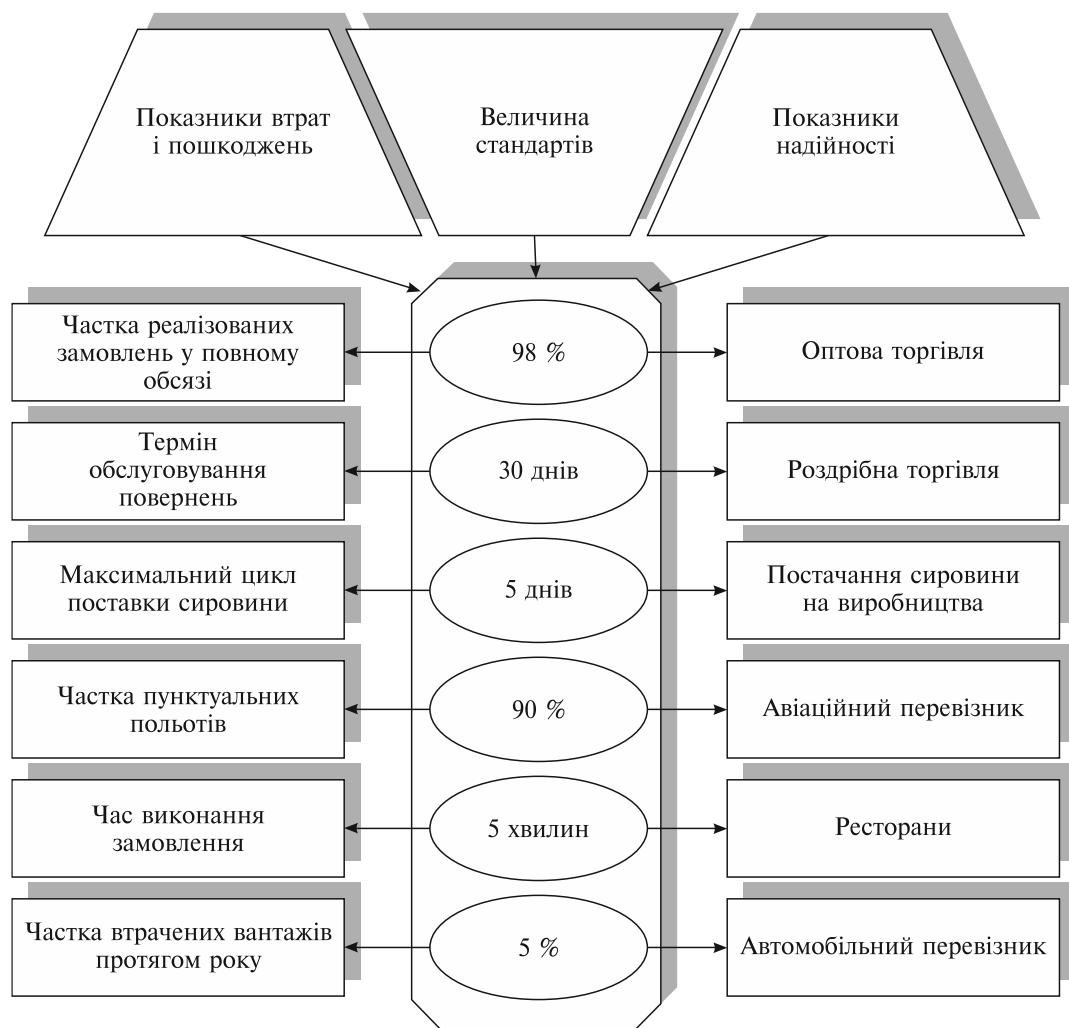 Показники втрат
і пошкоджень
Величина
стандартів
Показники
надійності
Частка реалізованих
замовлень у повному
обсязі
98 %
Оптова торгівля
Термін
обслуговування
повернень
30 днів
Роздрібна торгівля
Максимальний цикл
поставки сировини
5 днів
Постачання сировини
на виробництва
Частка пунктуальних
польотів
90 %
Авіаційний перевізник
Час виконання
замовлення
5 хвилин
Ресторани
Частка втрачених вантажів
протягом року
5 %
Автомобільний перевізник